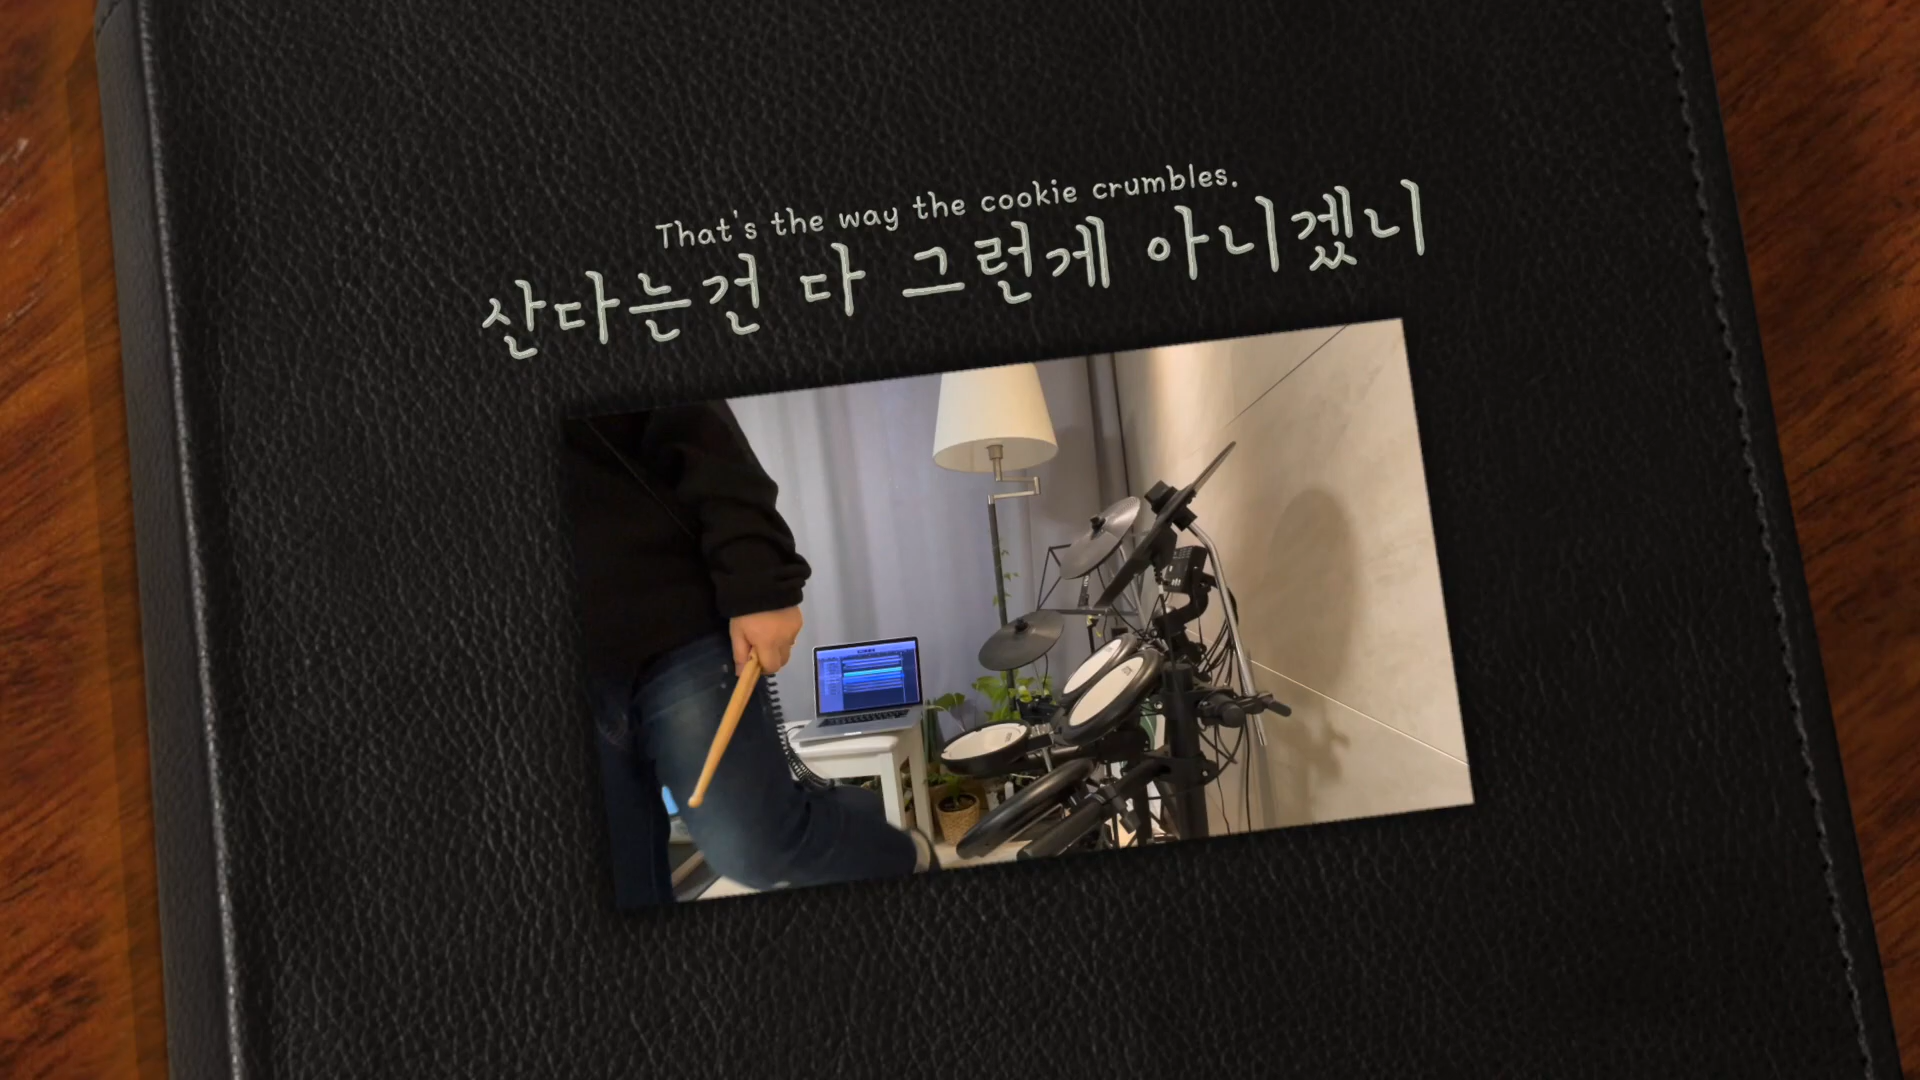 That's the way the cookie crumbles.
산다는건 다 그런게 아니겠니